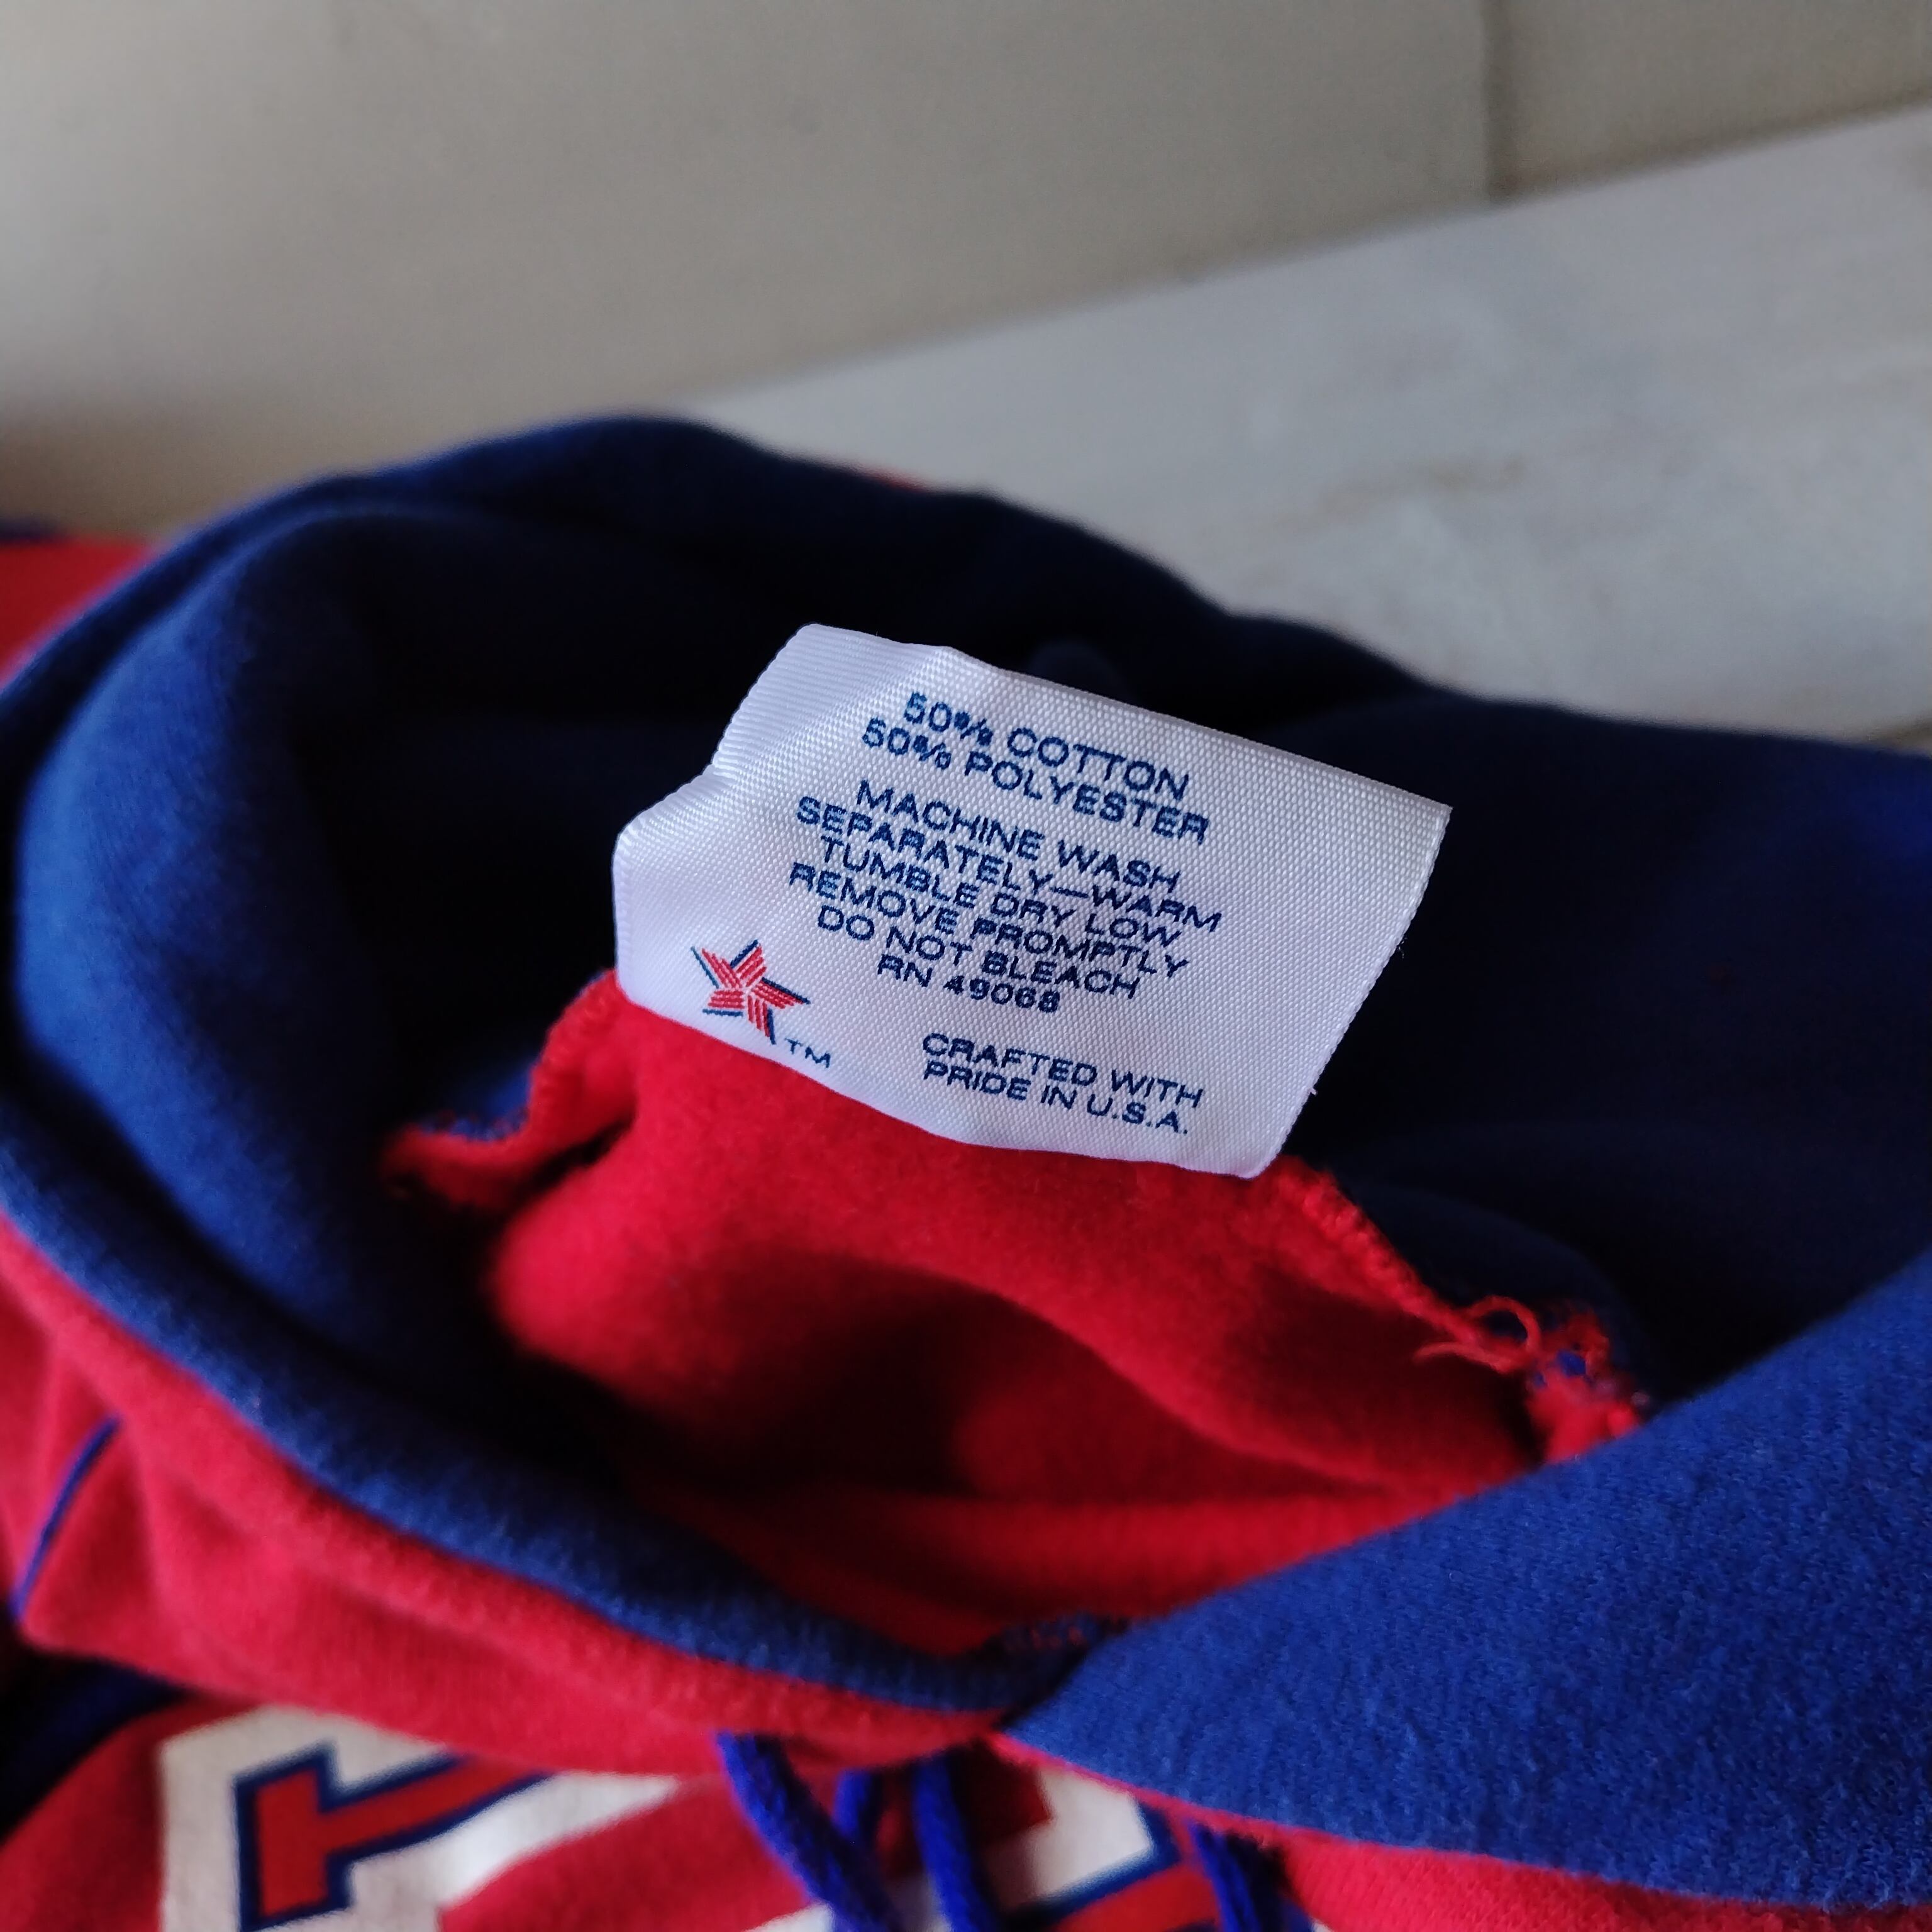 50% COTTON
50% POLYESTER
MACHINE WASH
SEPARATELY—WARM
TUMBLE DRY LOW
REMOVE PROMPTLY
DO NOT BLEACH
RN 49068
TM
CRAFTED WITH
PRIDE IN U.S.A.